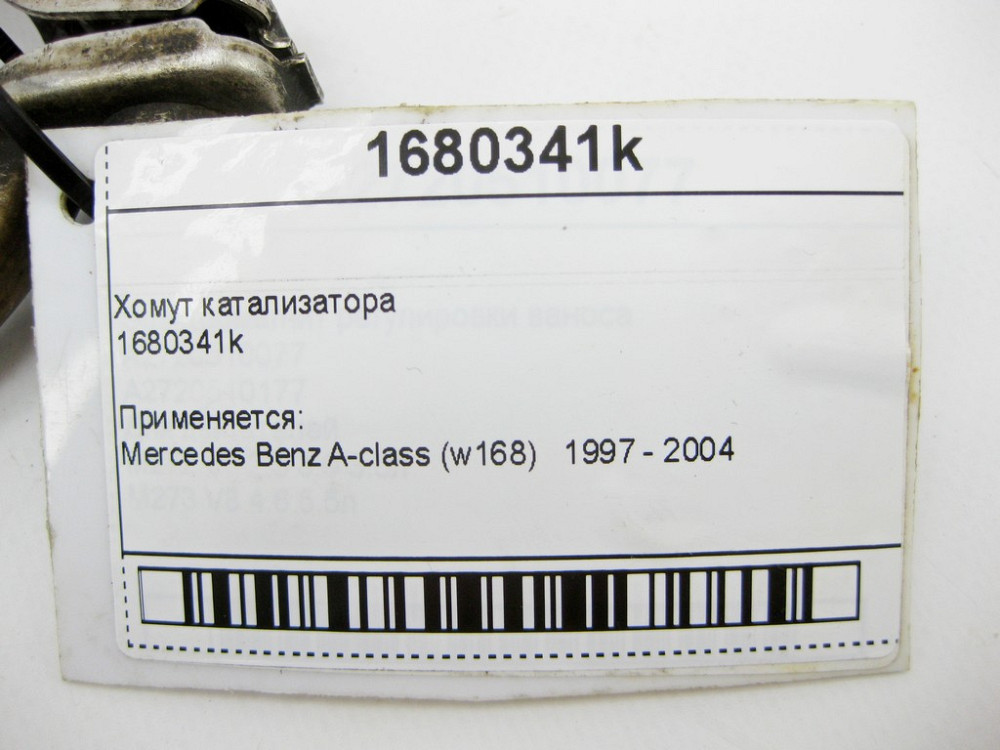 1680341k
Хомут катализатора
1680341k
Применяется:
Mercedes Benz A-class (w168) 1997 - 2004